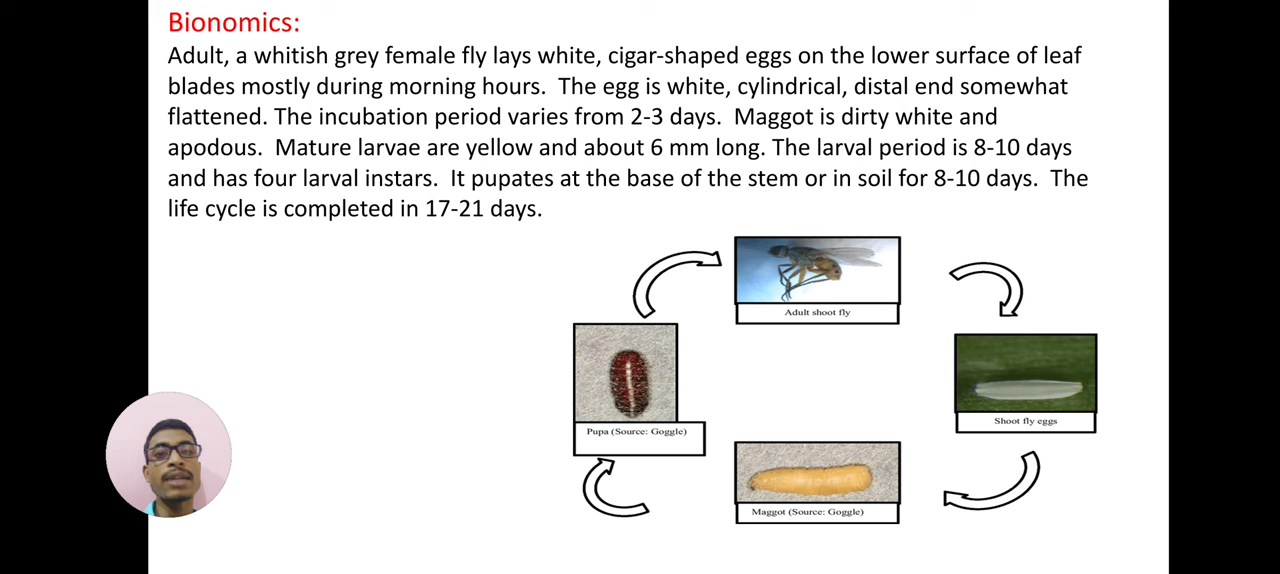 Bionomics:
Adult, a whitish grey female fly lays white, cigar-shaped eggs on the lower surface of leaf
blades mostly during morning hours.  The egg is white, cylindrical, distal end somewhat
flattened. The incubation period varies from 2-3 days.  Maggot is dirty white and
apodous.  Mature larvae are yellow and about 6 mm long. The larval period is 8-10 days
and has four larval instars.  It pupates at the base of the stem or in soil for 8-10 days.  The
life cycle is completed in 17-21 days.
Adult shoot fly
Shoot fly eggs
Pupa (Source: Goggle)
Maggot (Source: Goggle)